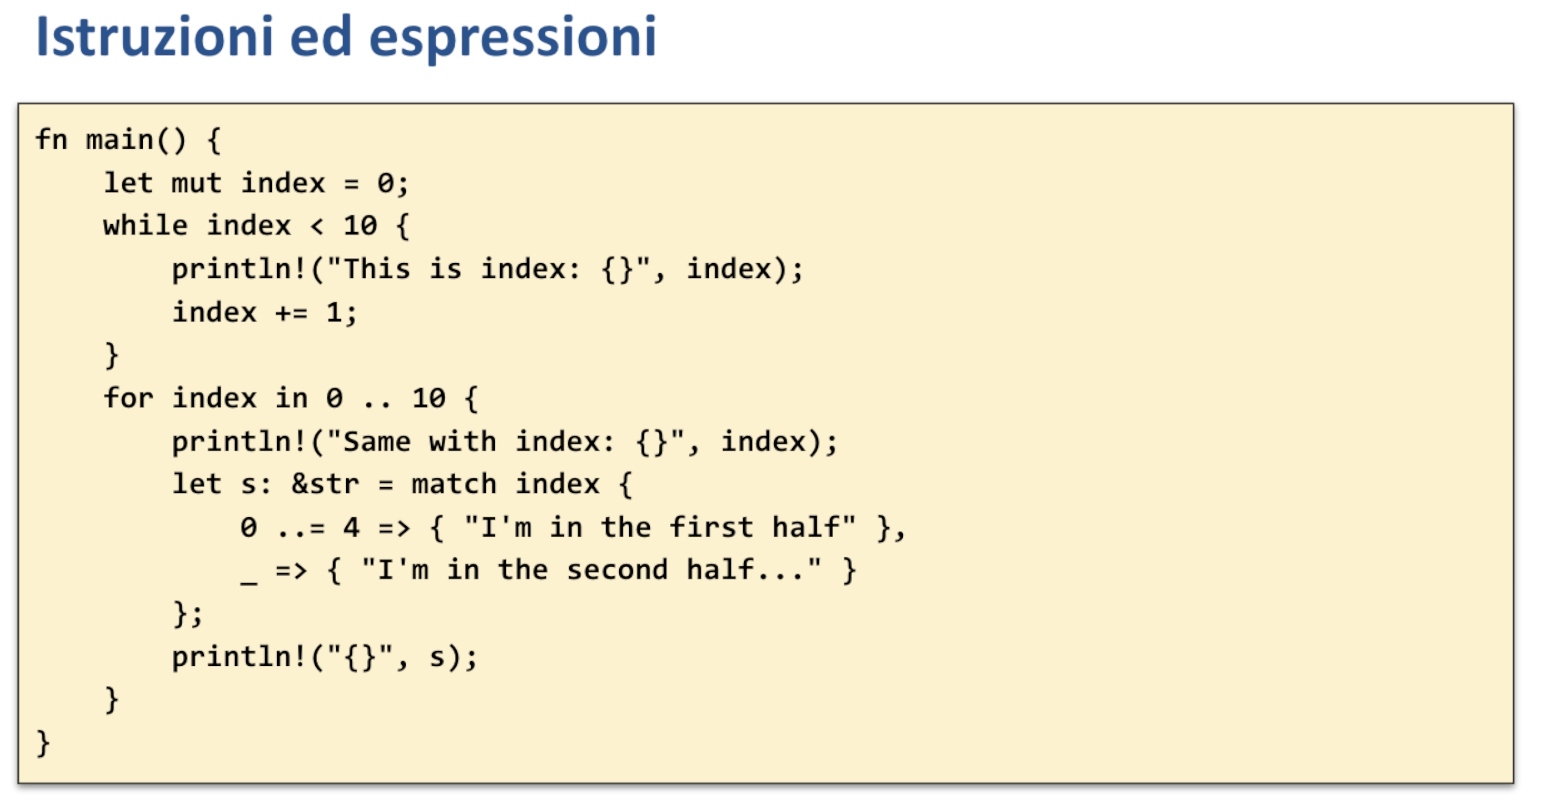 Istruzioni ed espressioni
fn main() {
    let mut index = 0;
    while index < 10 {
        println!("This is index: {}", index);
        index += 1;
    }
    for index in 0 .. 10 {
        println!("Same with index: {}", index);
        let s: &str = match index {
            0 ..= 4 => { "I'm in the first half" },
            _ => { "I'm in the second half..." }
        };
        println!("{}", s);
    }
}